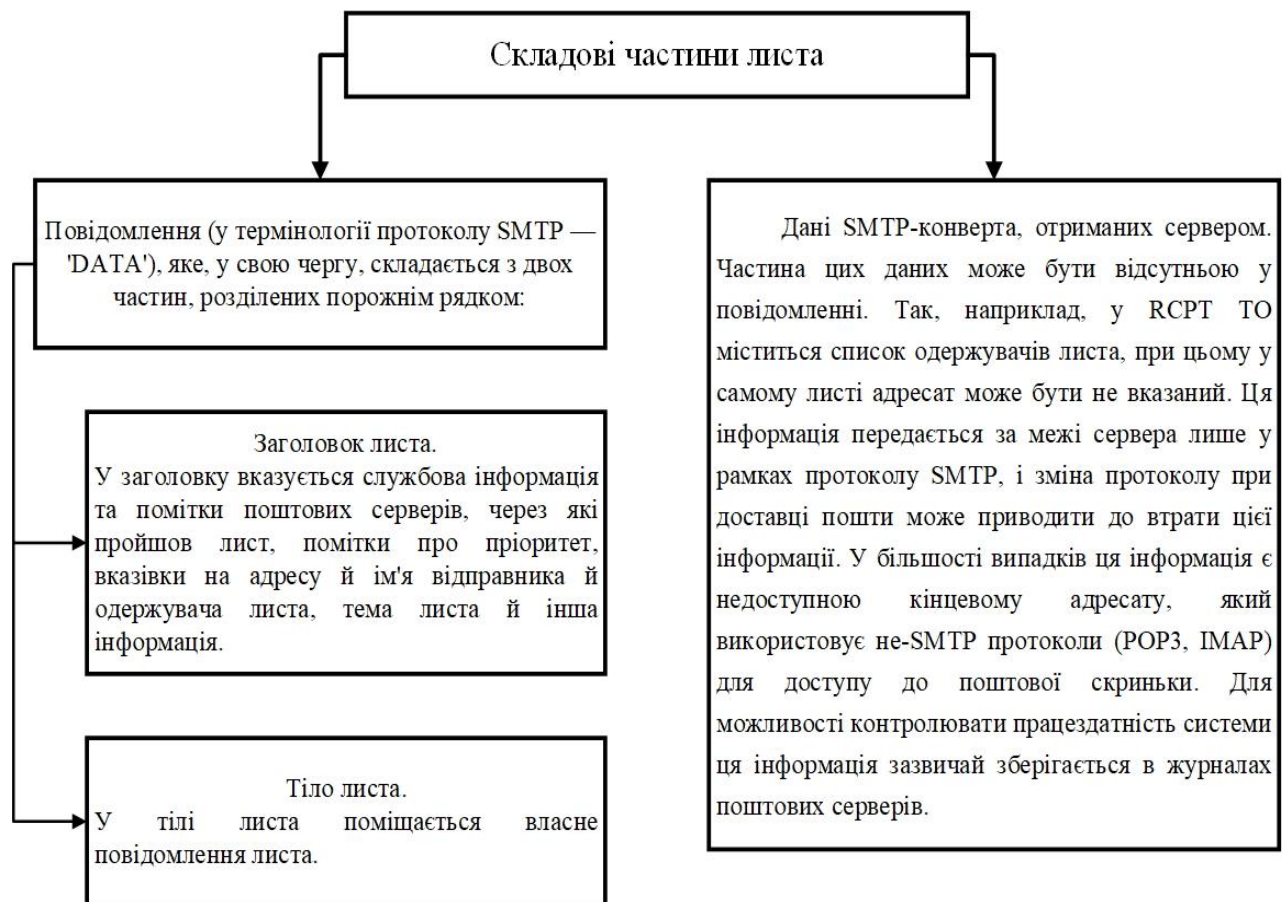 Складові частини листа
Повідомлення (у термінології протоколу SMTP —
'DATA'), яке, у свою чергу, складається з двох
частин, розділених порожнім рядком:
Заголовок листа.
У заголовку вказується службова інформація
та помітки поштових серверів, через які
пройшов лист, помітки про пріоритет,
вказівки на адресу й ім'я відправника й
одержувача листа, тема листа й інша
інформація.
Тіло листа.
У тілі листа поміщається власне
повідомлення листа.
Дані SMTP-конверта, отриманих сервером.
Частина цих даних може бути відсутньою у
повідомленні. Так, наприклад, у RCPT TO
міститься список одержувачів листа, при цьому у
самому листі адресат може бути не вказаний. Ця
інформація передається за межі сервера лише у
рамках протоколу SMTP, і зміна протоколу при
доставці пошти може приводити до втрати цієї
інформації. У більшості випадків ця інформація є
недоступною кінцевому адресату, який
використовує не-SMTP протоколи (POP3, IMAP)
для доступу до поштової скриньки. Для
можливості контролювати працездатність системи
ця інформація зазвичай зберігається в журналах
поштових серверів.